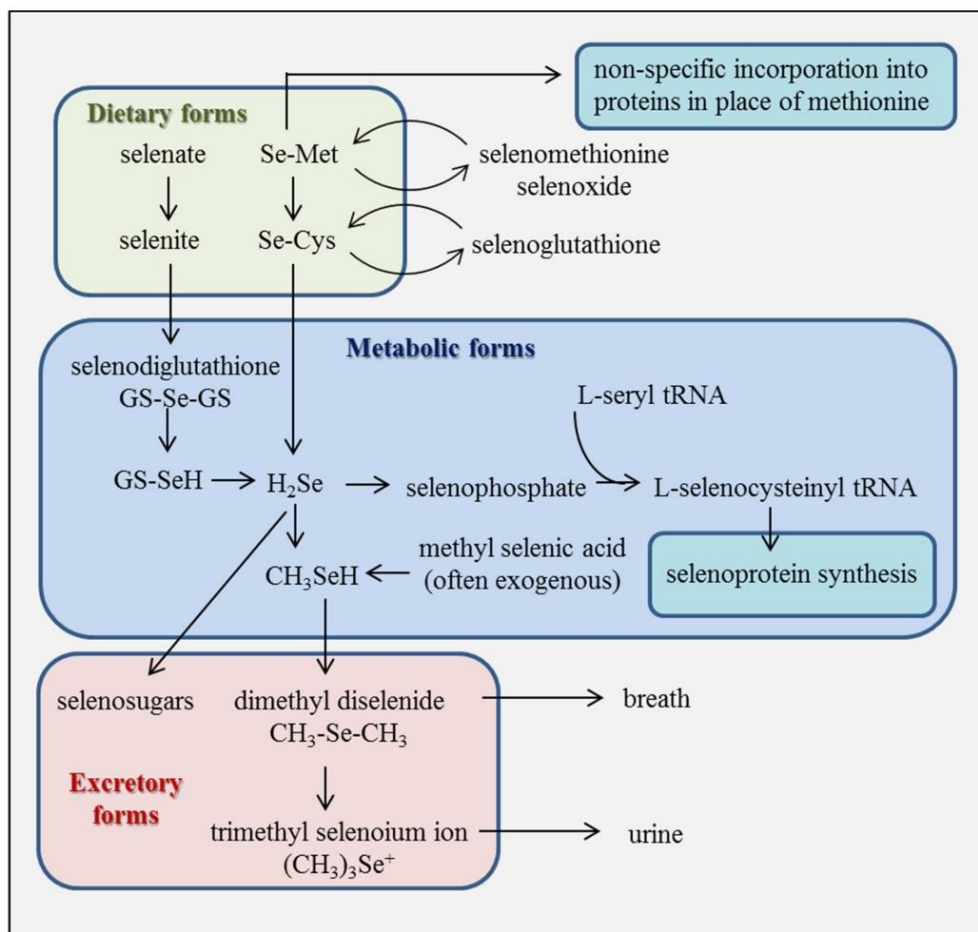 non-specific incorporation into
proteins in place of methionine
Dietary forms
selenate
Se-Met
selenomethionine
selenoxide
selenite
Se-Cys
selenoglutathione
Metabolic forms
selenodiglutathione
GS-Se-GS
L-seryl tRNA
GS-SeH
H₂Se
selenophosphate
L-selenocysteinyl tRNA
methyl selenic acid
(often exogenous)
CH₃SeH
selenoprotein synthesis
selenosugars
dimethyl diselenide
CH₃-Se-CH₃
breath
Excretory
forms
trimethyl selenoium ion
(CH₃)₃Se⁺
urine